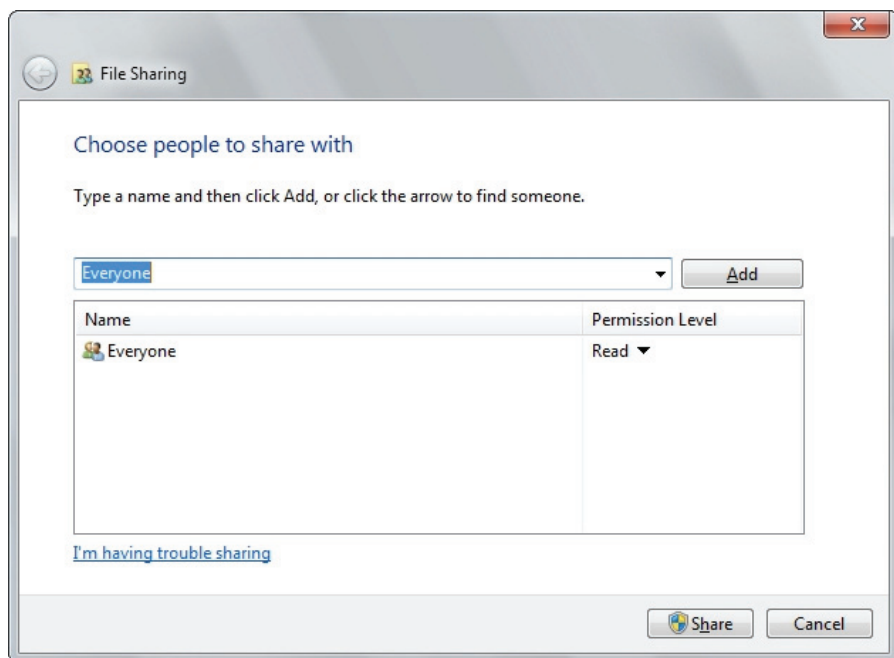 File Sharing
Choose people to share with
Type a name and then click Add, or click the arrow to find someone.
Everyone Add
Name Permission Level
Everyone Read
I'm having trouble sharing
Share Cancel